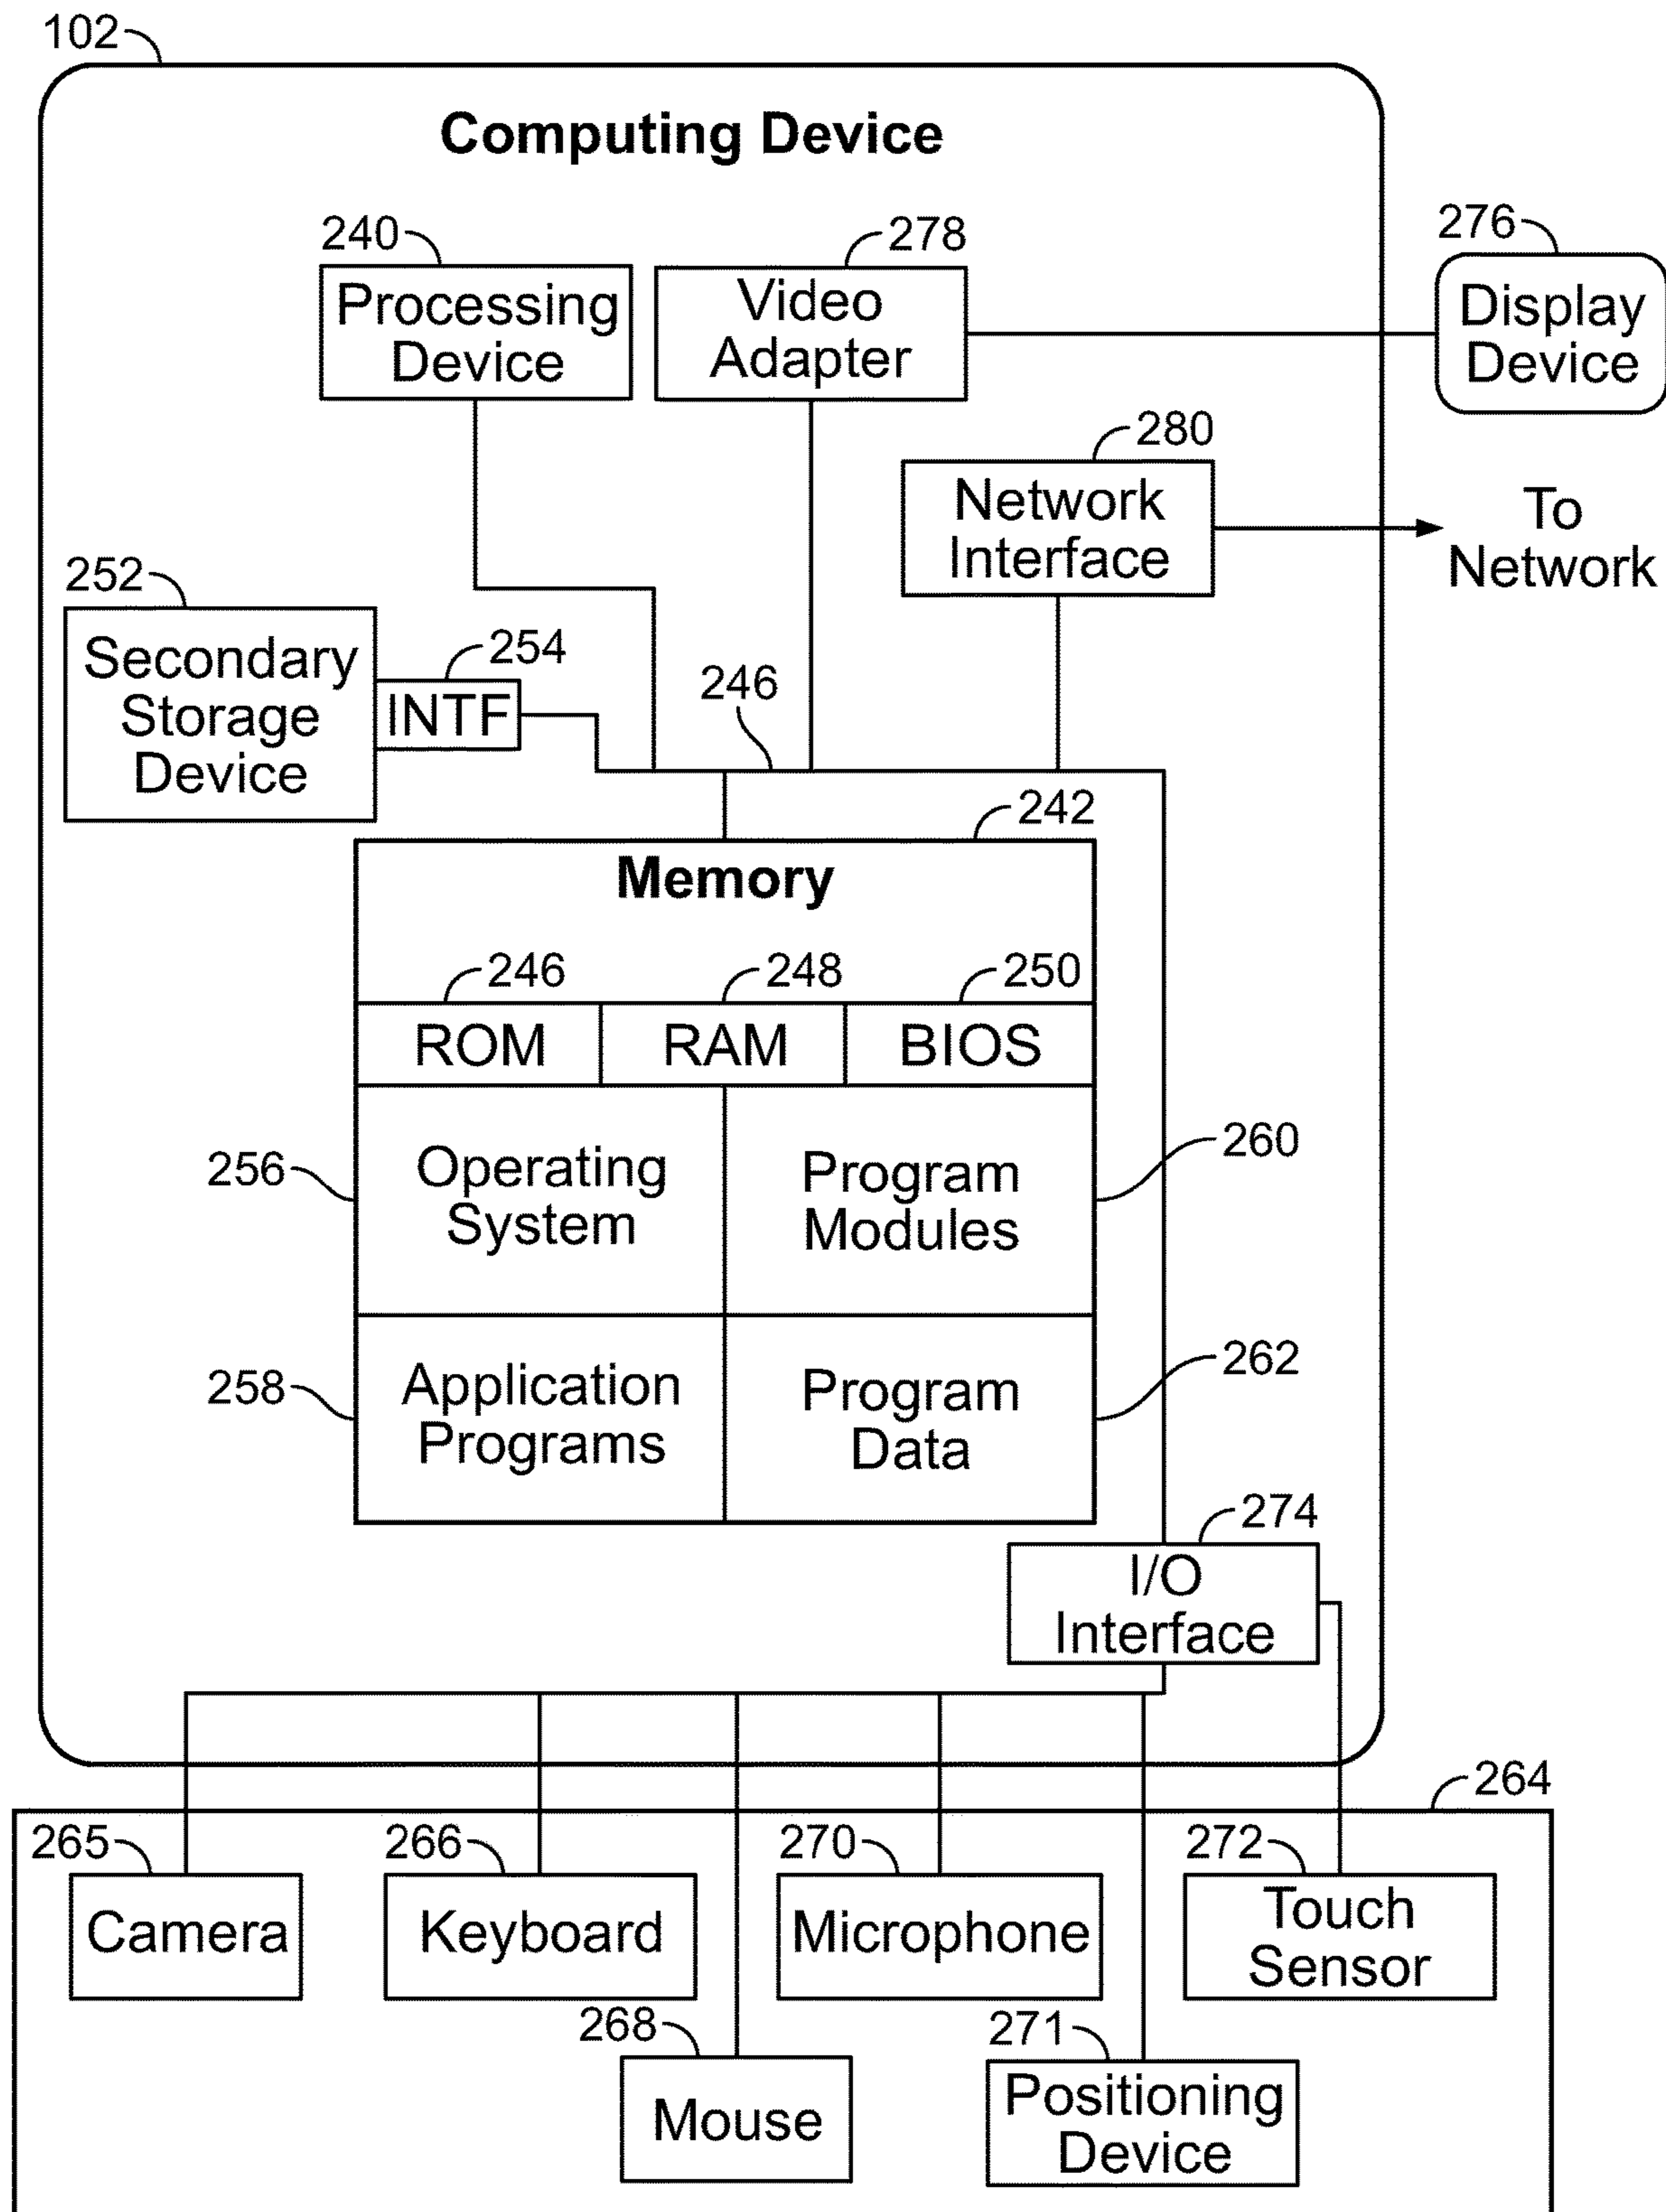 102
Computing Device
240
278
276
Processing
Device
Video
Adapter
Display
Device
280
Network
Interface
To
Network
252
Secondary
Storage
Device
254
INTF
246
242
Memory
246
248
250
ROM
RAM
BIOS
256
Operating
System
Program
Modules
260
258
Application
Programs
Program
Data
262
274
I/O
Interface
264
265
266
270
272
Camera
Keyboard
Microphone
Touch
Sensor
268
271
Mouse
Positioning
Device